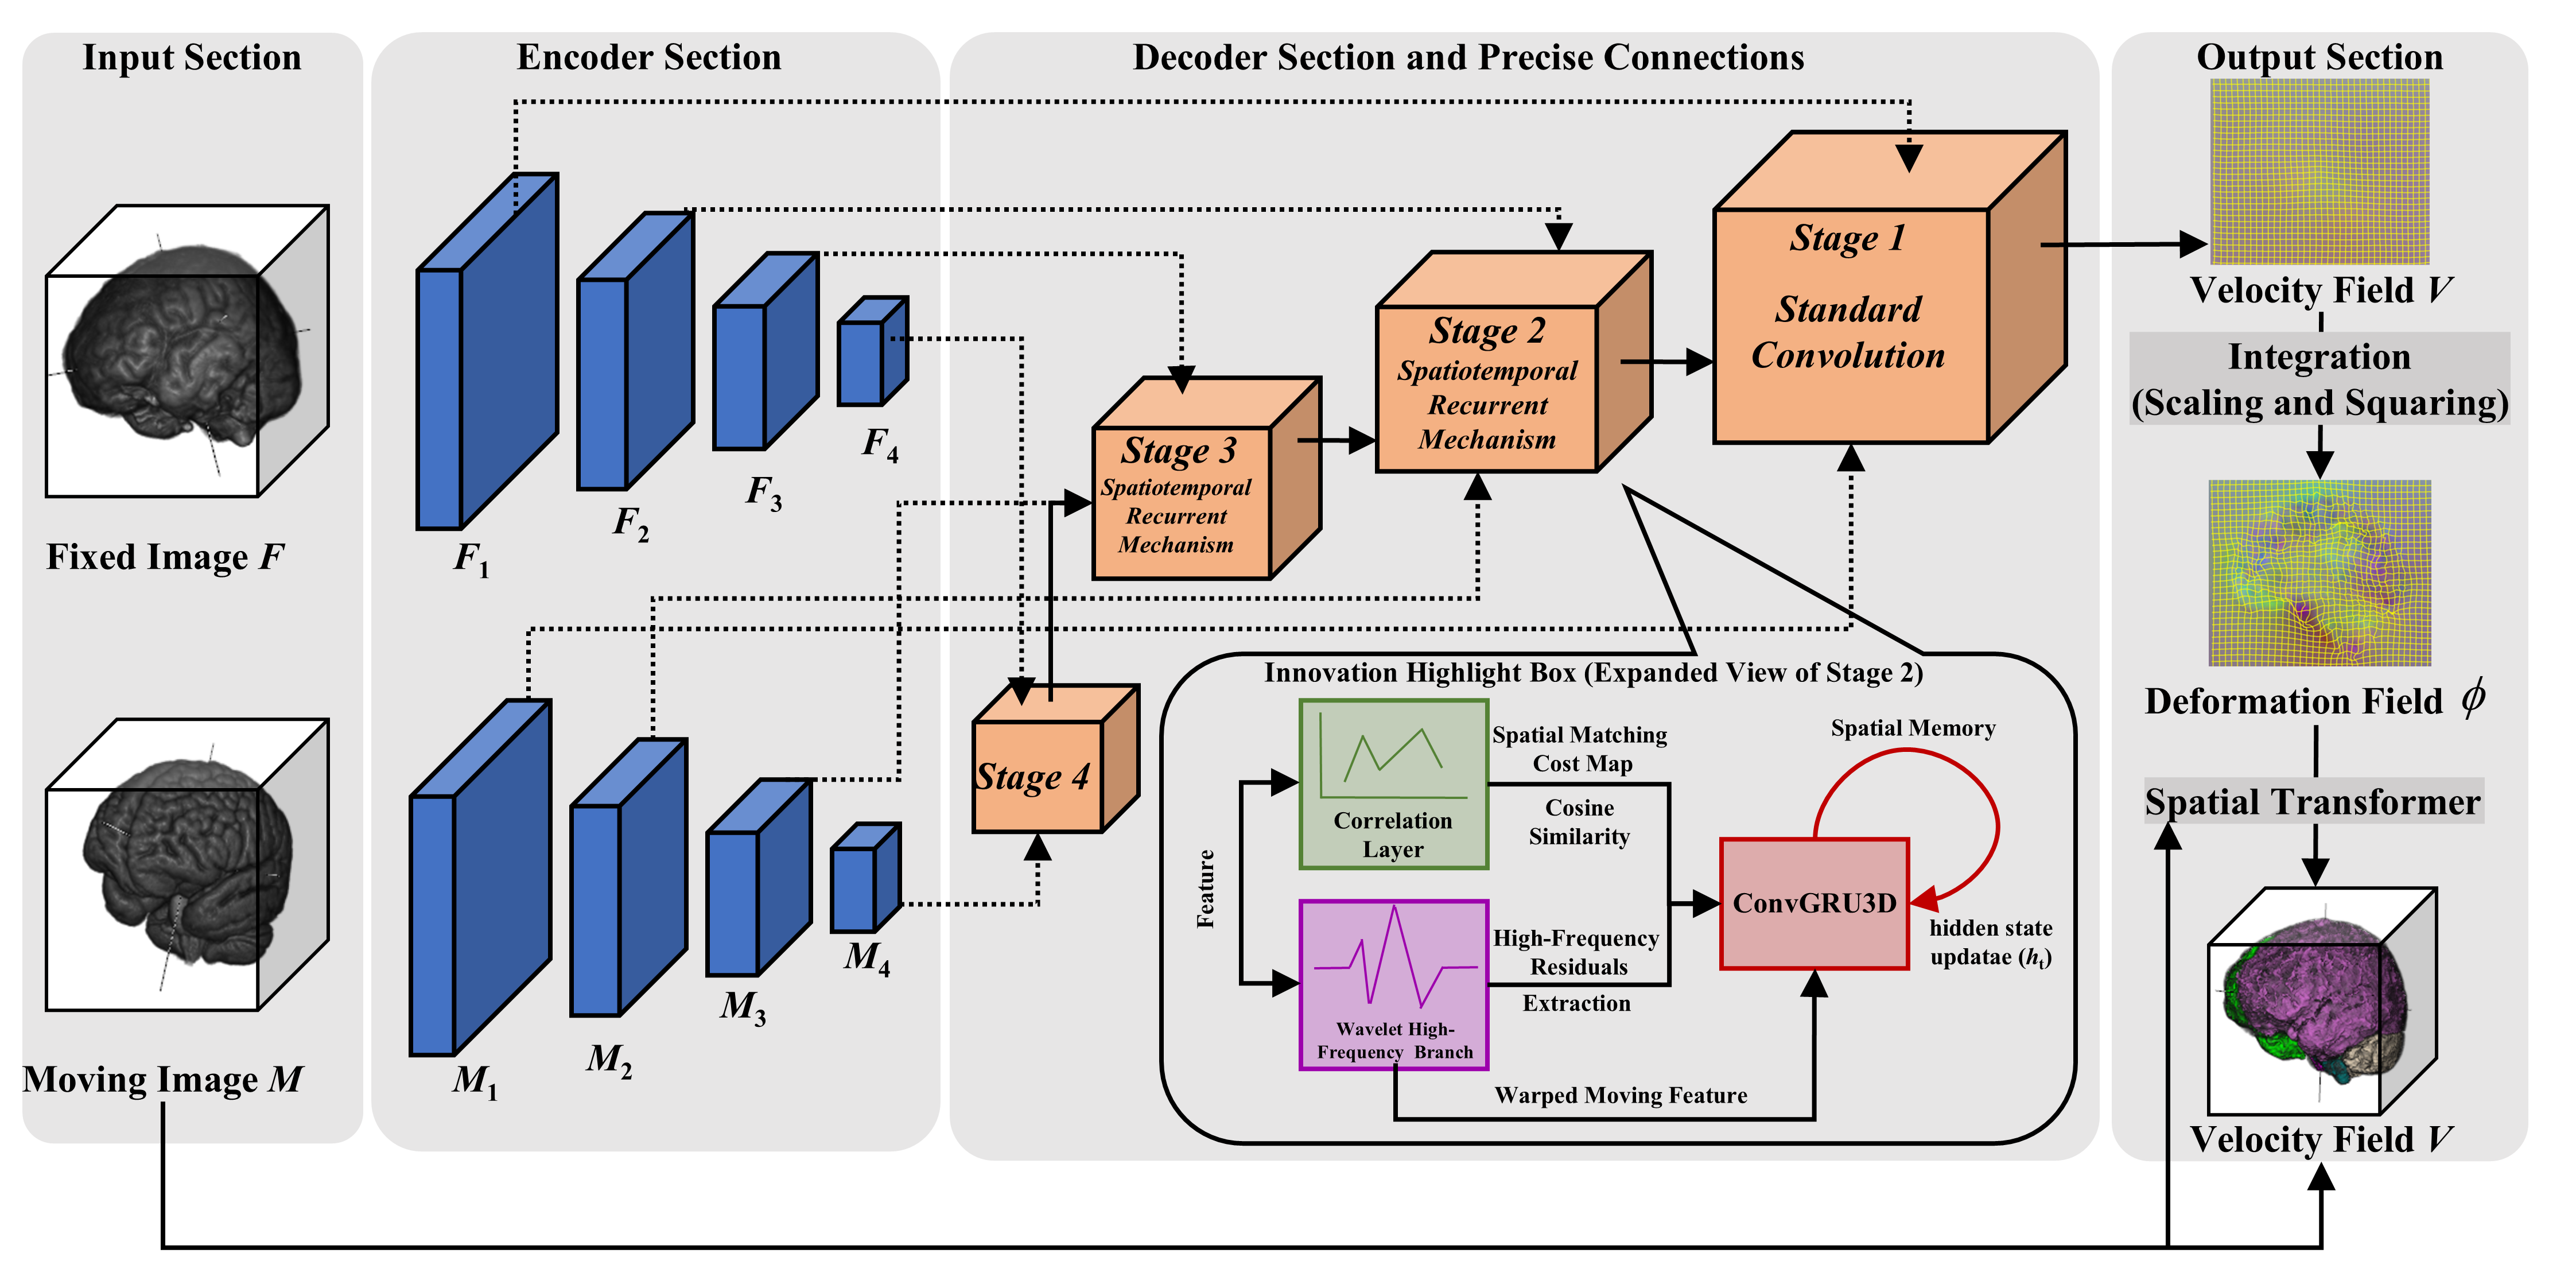 Input Section
Fixed Image F
Moving Image M
Encoder Section
F1
F2
F3
F4
M1
M2
M3
M4
Decoder Section and Precise Connections
Stage 4
Stage 3
Spatiotemporal
Recurrent
Mechanism
Stage 2
Spatiotemporal
Recurrent
Mechanism
Stage 1
Standard
Convolution
Innovation Highlight Box (Expanded View of Stage 2)
Feature
Correlation
Layer
Wavelet High-
Frequency Branch
Spatial Matching
Cost Map
Cosine
Similarity
High-Frequency
Residuals
Extraction
Warped Moving Feature
ConvGRU3D
Spatial Memory
hidden state
updatae (ht)
Output Section
Velocity Field V
Integration
(Scaling and Squaring)
Deformation Field ϕ
Spatial Transformer
Velocity Field V